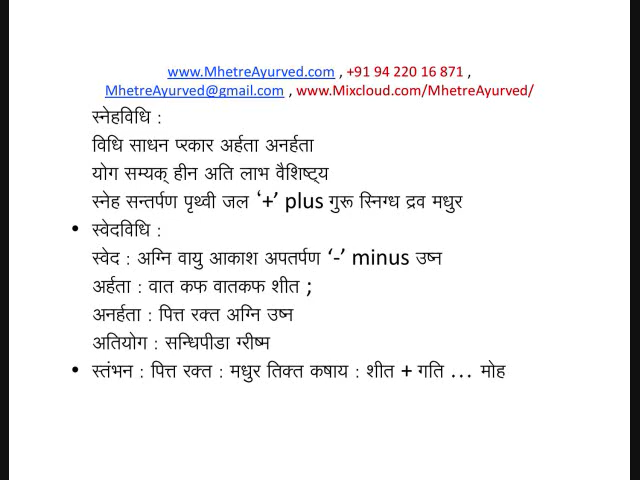 www.MhetreAyurved.com , +91 94 220 16 871 ,
MhetreAyurved@gmail.com , www.Mixcloud.com/MhetreAyurved/
स्नेहविधि :
विधि साधन प्रकार अर्हता अनर्हता
योग सम्यक् हीन अति लाभ वैशिष्ट्य
स्नेह सन्तर्पण पृथ्वी जल ‘+’ plus गुरू स्निग्ध द्रव मधुर
• स्वेदविधि :
स्वेद : अग्नि वायु आकाश अपतर्पण ‘-’ minus उष्न
अर्हता : वात कफ वातकफ शीत ;
अनर्हता : पित्त रक्त अग्नि उष्न
अतियोग : सन्धिपीडा ग्रीष्म
• स्तंभन : पित्त रक्त : मधुर तिक्त कषाय : शीत + गति ... मोह